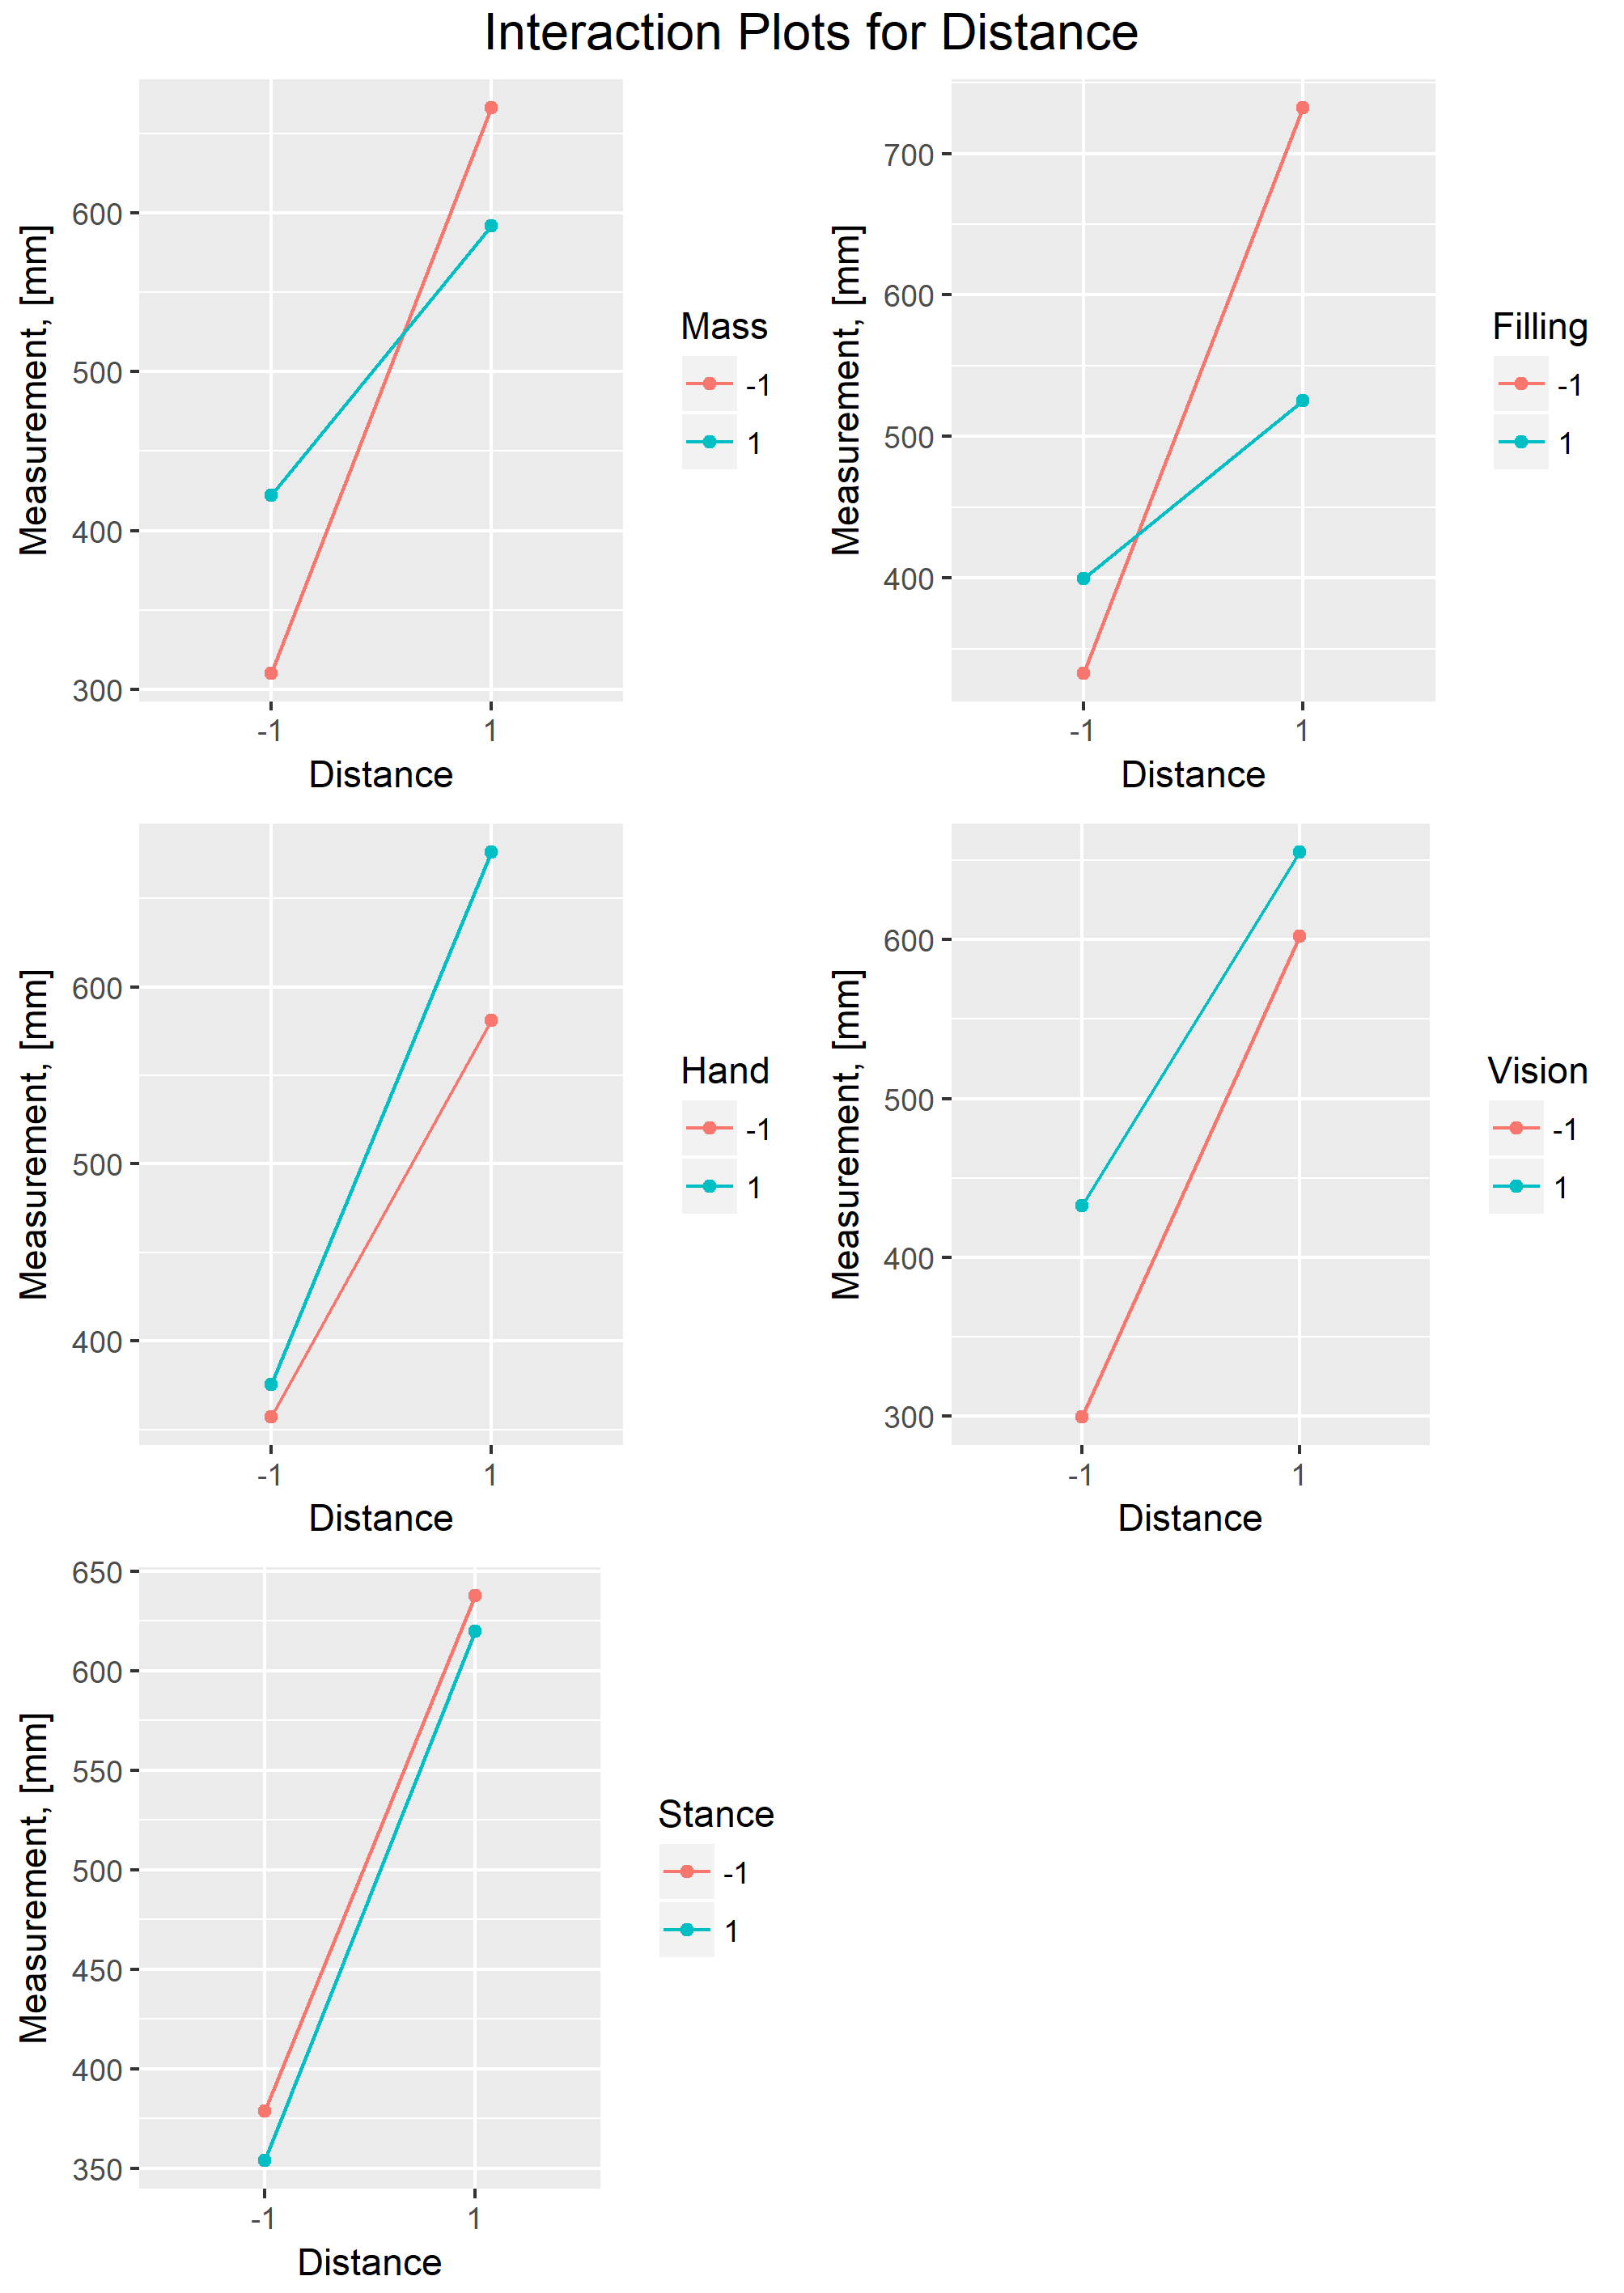 Interaction Plots for Distance
Measurement, [mm]
600
500
400
300
-1
1
Distance
Mass
-1
1
Measurement, [mm]
700
600
500
400
-1
1
Distance
Filling
-1
1
Measurement, [mm]
600
500
400
-1
1
Distance
Hand
-1
1
Measurement, [mm]
600
500
400
300
-1
1
Distance
Vision
-1
1
Measurement, [mm]
650
600
550
500
450
400
350
-1
1
Distance
Stance
-1
1